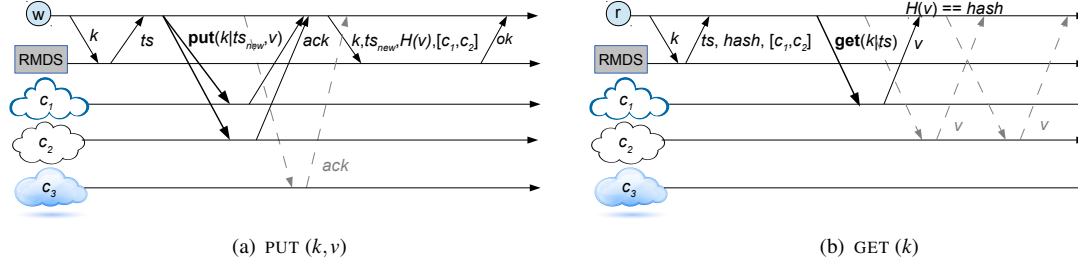 w k ts put(k|ts_new,v) ack k,ts_new,H(v),[c_1,c_2] ok
RMDS
c_1
c_2
ack
c_3
(a) PUT (k, v)
H(v) == hash
r k ts, hash, [c_1,c_2] get(k|ts) v
RMDS
c_1
c_2 v v
c_3
(b) GET (k)